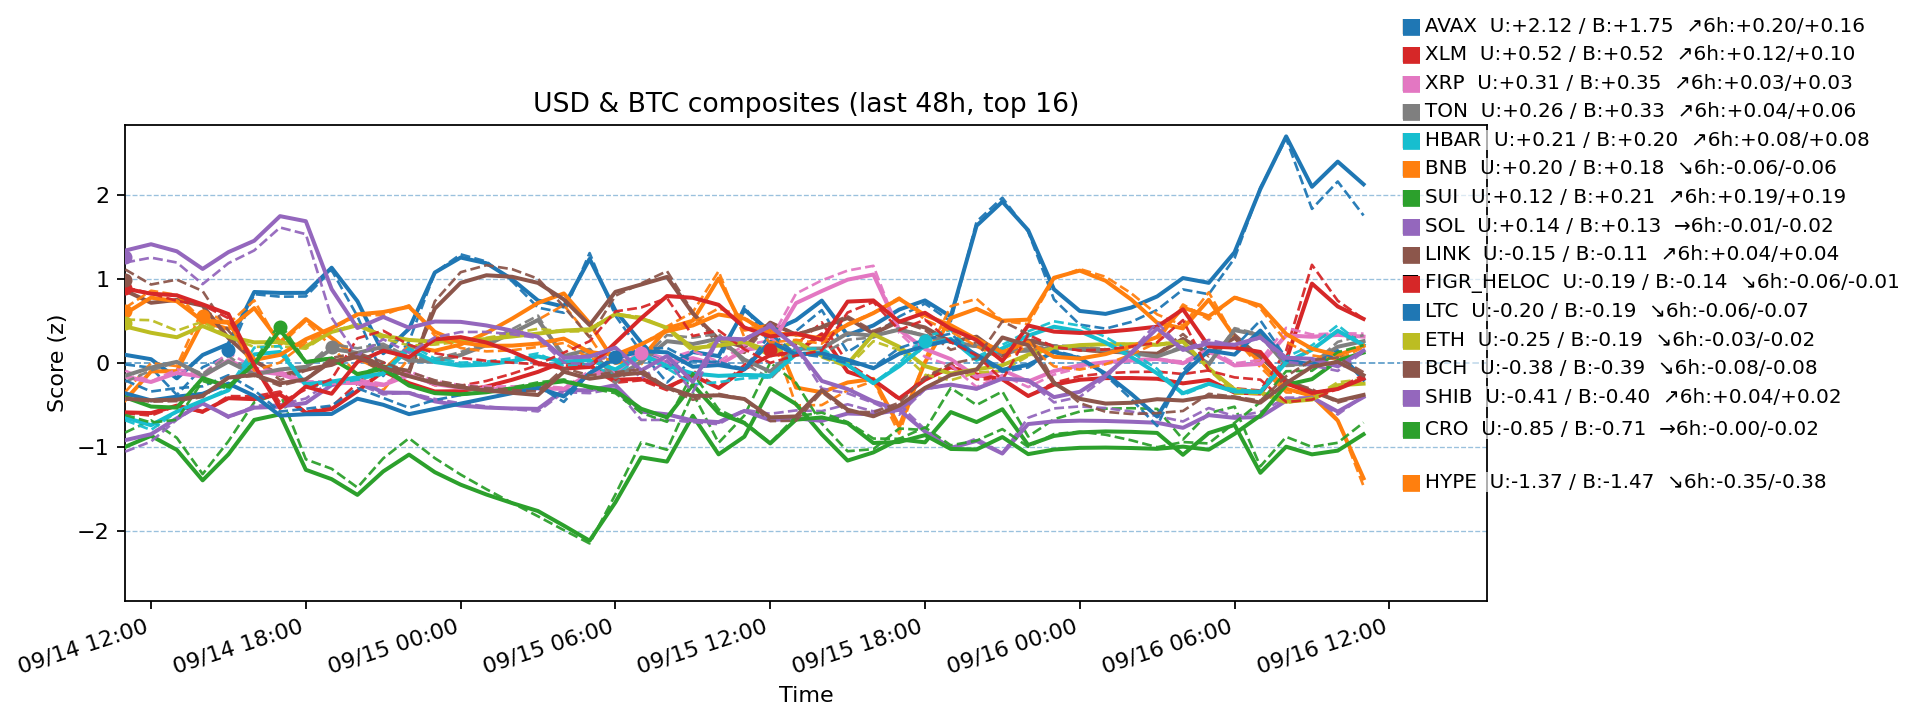 AVAX U:+2.12 / B:+1.75 ↗6h:+0.20/+0.16
XLM U:+0.52 / B:+0.52 ↗6h:+0.12/+0.10
XRP U:+0.31 / B:+0.35 ↗6h:+0.03/+0.03
TON U:+0.26 / B:+0.33 ↗6h:+0.04/+0.06
HBAR U:+0.21 / B:+0.20 ↗6h:+0.08/+0.08
BNB U:+0.20 / B:+0.18 ↘6h:-0.06/-0.06
SUI U:+0.12 / B:+0.21 ↗6h:+0.19/+0.19
SOL U:+0.14 / B:+0.13 →6h:-0.01/-0.02
LINK U:-0.15 / B:-0.11 ↗6h:+0.04/+0.04
FIGR_HELOC U:-0.19 / B:-0.14 ↘6h:-0.06/-0.01
LTC U:-0.20 / B:-0.19 ↘6h:-0.06/-0.07
ETH U:-0.25 / B:-0.19 ↘6h:-0.03/-0.02
BCH U:-0.38 / B:-0.39 ↘6h:-0.08/-0.08
SHIB U:-0.41 / B:-0.40 ↗6h:+0.04/+0.02
CRO U:-0.85 / B:-0.71 →6h:-0.00/-0.02
HYPE U:-1.37 / B:-1.47 ↘6h:-0.35/-0.38
USD & BTC composites (last 48h, top 16)
Score (z)
2
1
0
−1
−2
09/14 12:00
09/14 18:00
09/15 00:00
09/15 06:00
09/15 12:00
09/15 18:00
09/16 00:00
09/16 06:00
09/16 12:00
Time